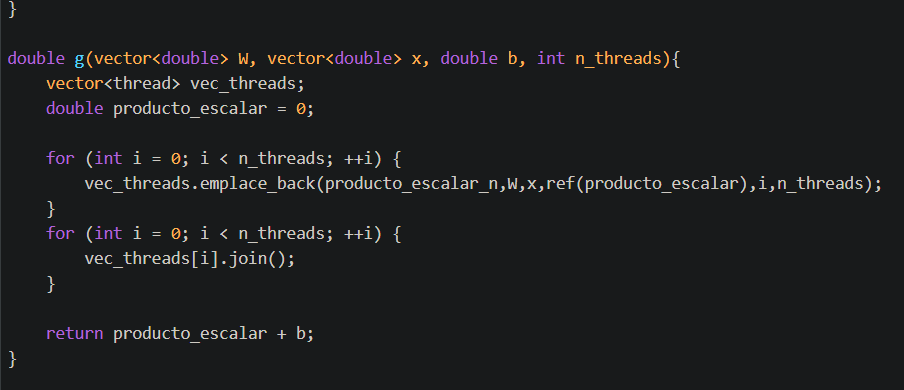 }
double g(vector<double> W, vector<double> x, double b, int n_threads){
    vector<thread> vec_threads;
    double producto_escalar = 0;

    for (int i = 0; i < n_threads; ++i) {
        vec_threads.emplace_back(producto_escalar_n,W,x,ref(producto_escalar),i,n_threads);
    }
    for (int i = 0; i < n_threads; ++i) {
        vec_threads[i].join();
    }

    return producto_escalar + b;
}